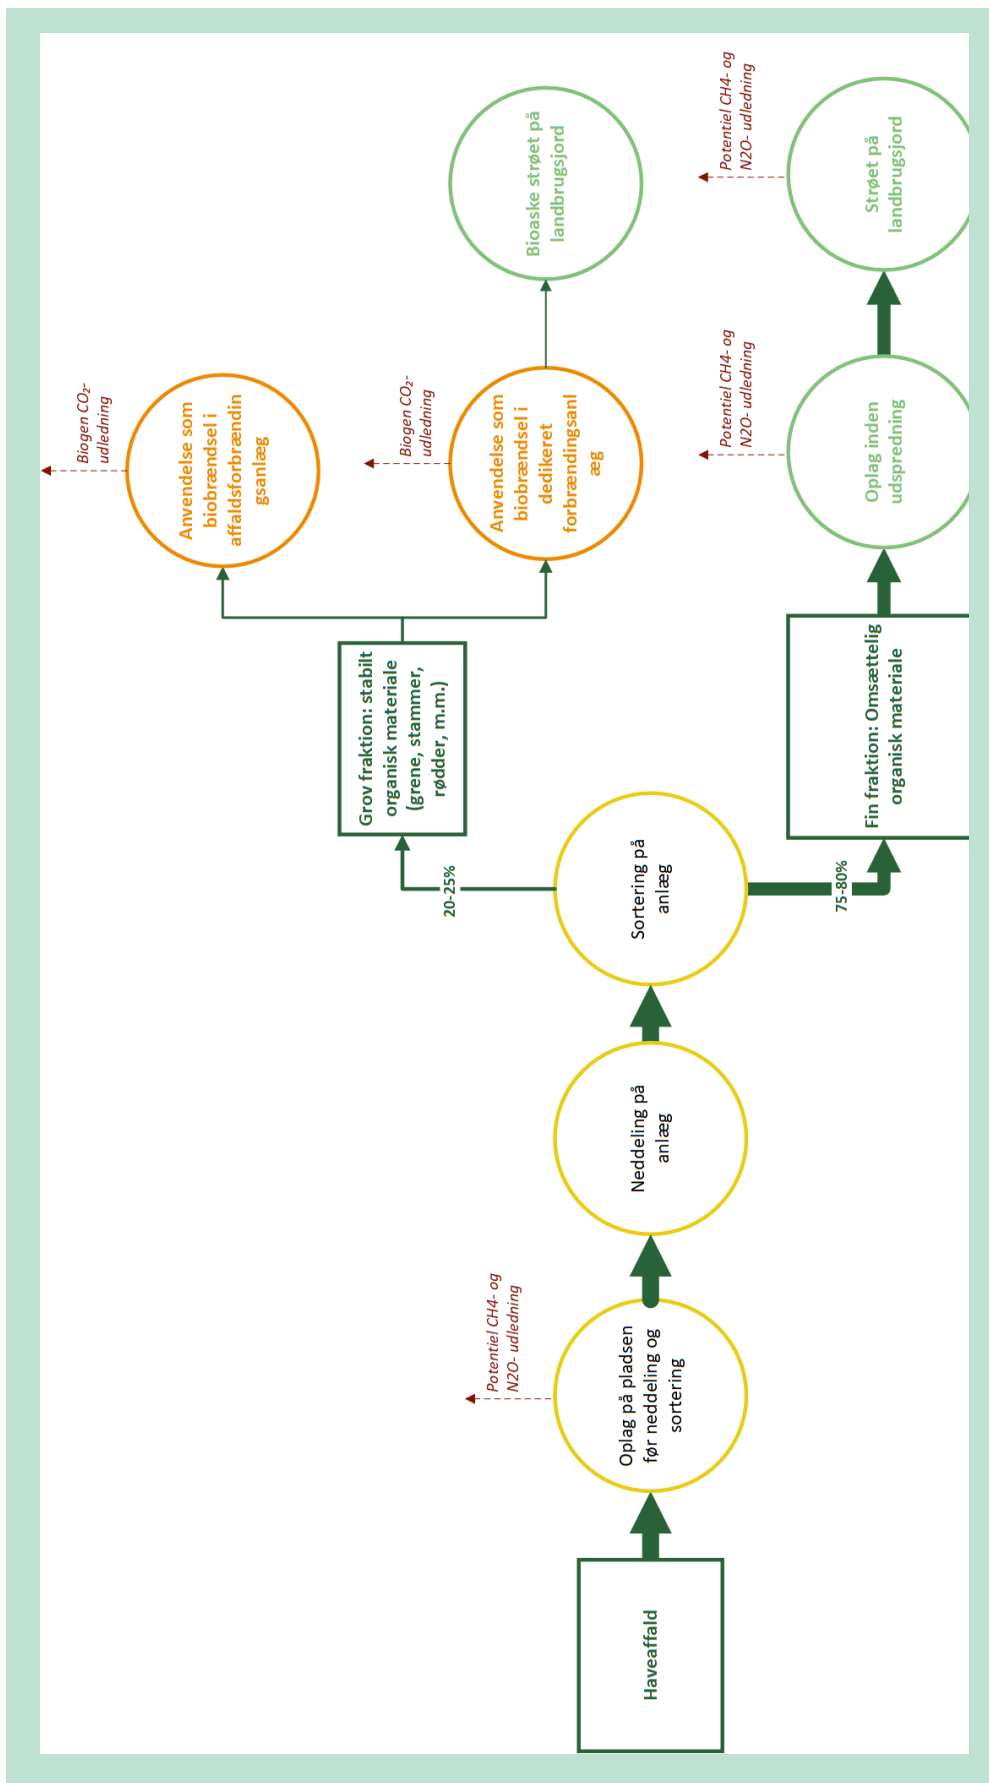 Haveaffald
Potentiel CH4- og
N2O- udledning
Oplag på pladsen
før neddeling og
sortering
Neddeling på
anlæg
Sortering på
anlæg
20-25%
75-80%
Grov fraktion: stabilt
organisk materiale
(grene, stammer,
rødder, m.m.)
Fin fraktion: Omsættelig
organisk materiale
Biogen CO₂-
udledning
Anvendelse som
biobrændsel i
affaldsforbrændin
gsanlæg
Biogen CO₂-
udledning
Anvendelse som
biobrændsel i
dedikeret
forbrændingsanl
æg
Potentiel CH4- og
N2O- udledning
Oplag inden
udspredning
Bioaske strøet på
landbrugsjord
Potentiel CH4- og
N2O- udledning
Strøet på
landbrugsjord